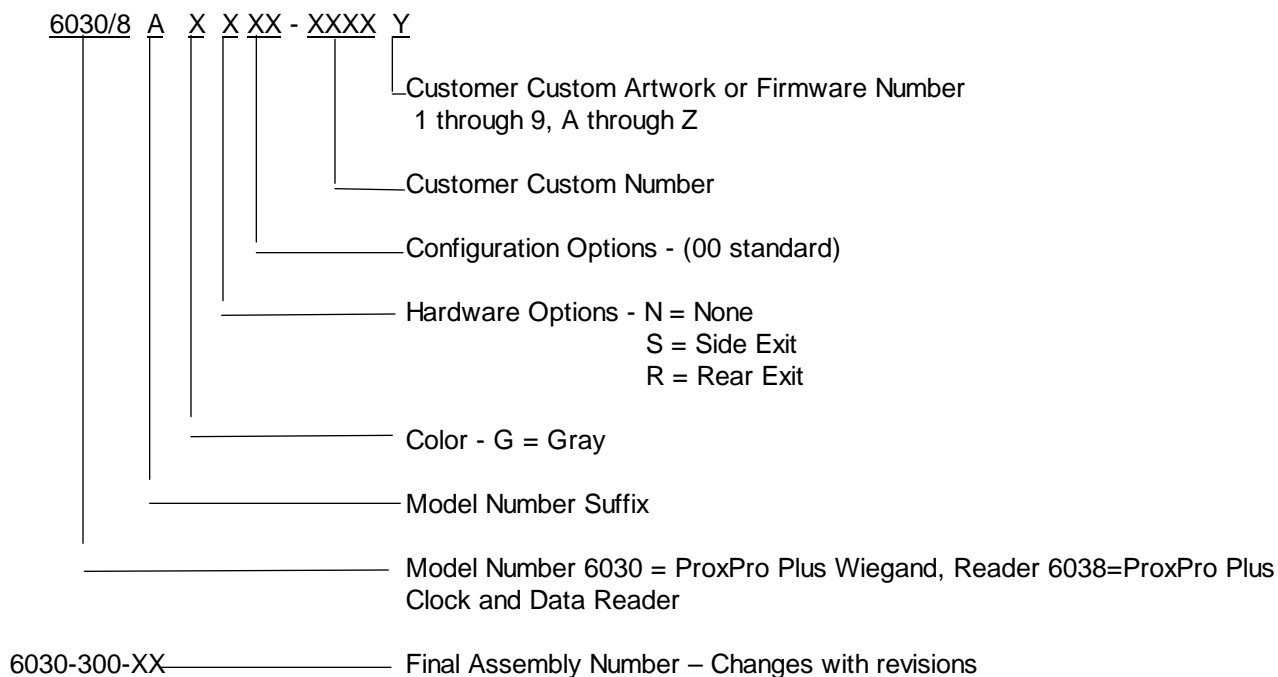 6030/8 A X X XX - XXXX Y
Customer Custom Artwork or Firmware Number
1 through 9, A through Z
Customer Custom Number
Configuration Options - (00 standard)
Hardware Options - N = None
S = Side Exit
R = Rear Exit
Color - G = Gray
Model Number Suffix
Model Number 6030 = ProxPro Plus Wiegand, Reader 6038=ProxPro Plus
Clock and Data Reader
6030-300-XX Final Assembly Number – Changes with revisions